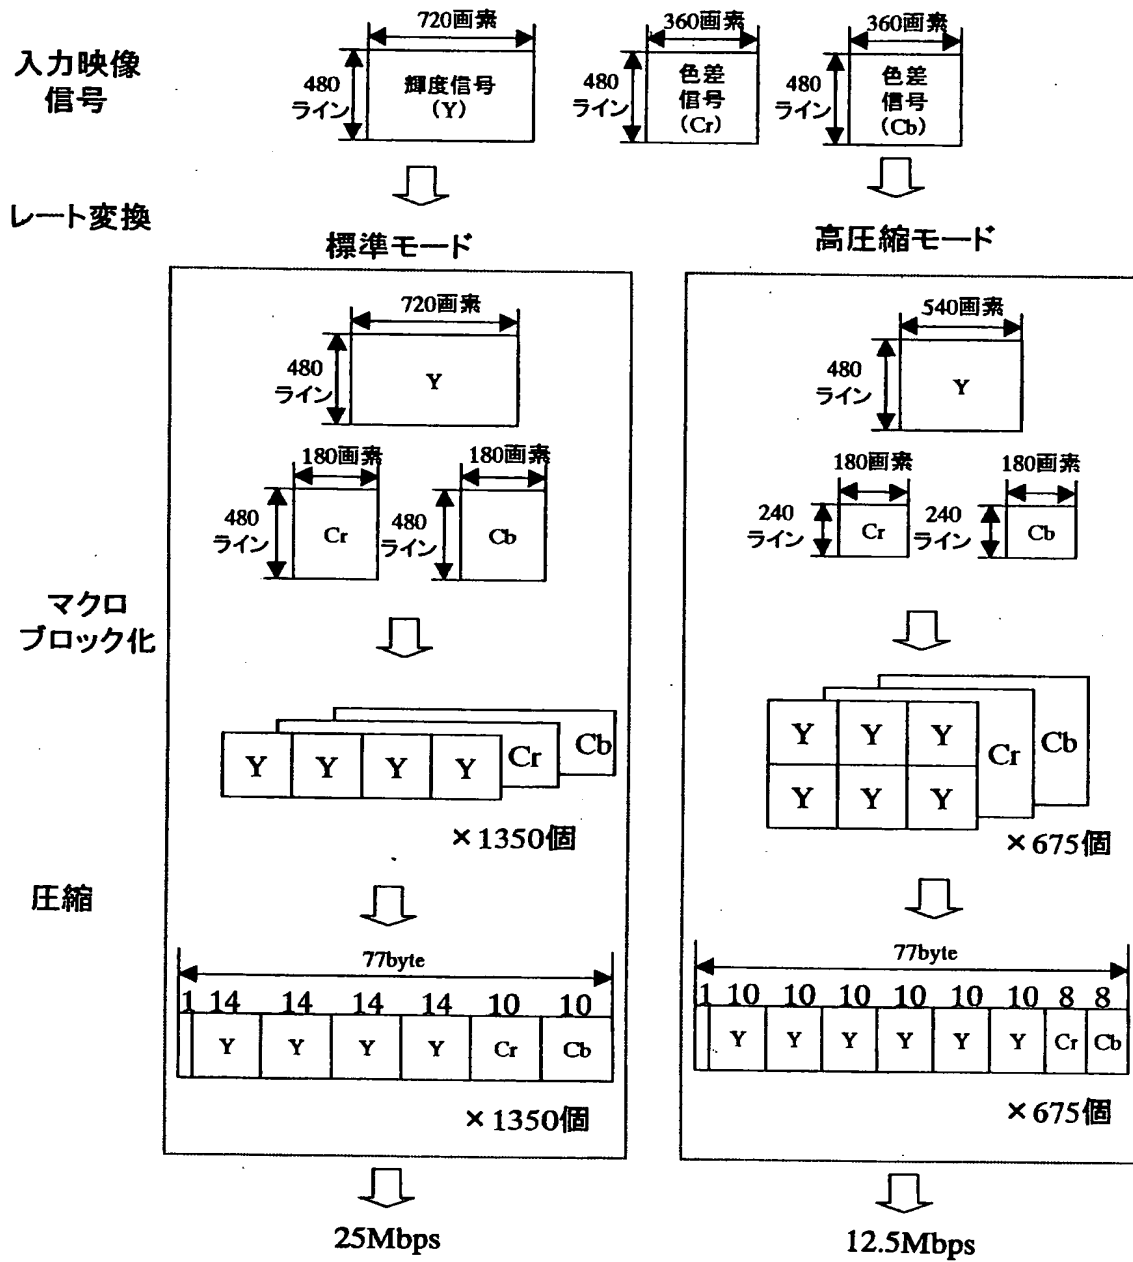 入力映像
信号
720画素
480
ライン
輝度信号
(Y)
360画素
480
ライン
色差
信号
(Cr)
360画素
480
ライン
色差
信号
(Cb)
レート変換
標準モード
720画素
480
ライン
Y
180画素
480
ライン
Cr
180画素
480
ライン
Cb
マクロ
ブロック化
Y Y Y Y Cr Cb
×1350個
圧縮
77byte
1 14 14 14 14 10 10
Y Y Y Y Cr Cb
×1350個
25Mbps
高圧縮モード
540画素
480
ライン
Y
180画素
240
ライン
Cr
180画素
240
ライン
Cb
Y Y Y Cr Cb
Y Y Y
×675個
77byte
1 10 10 10 10 10 10 8 8
Y Y Y Y Y Y Cr Cb
×675個
12.5Mbps